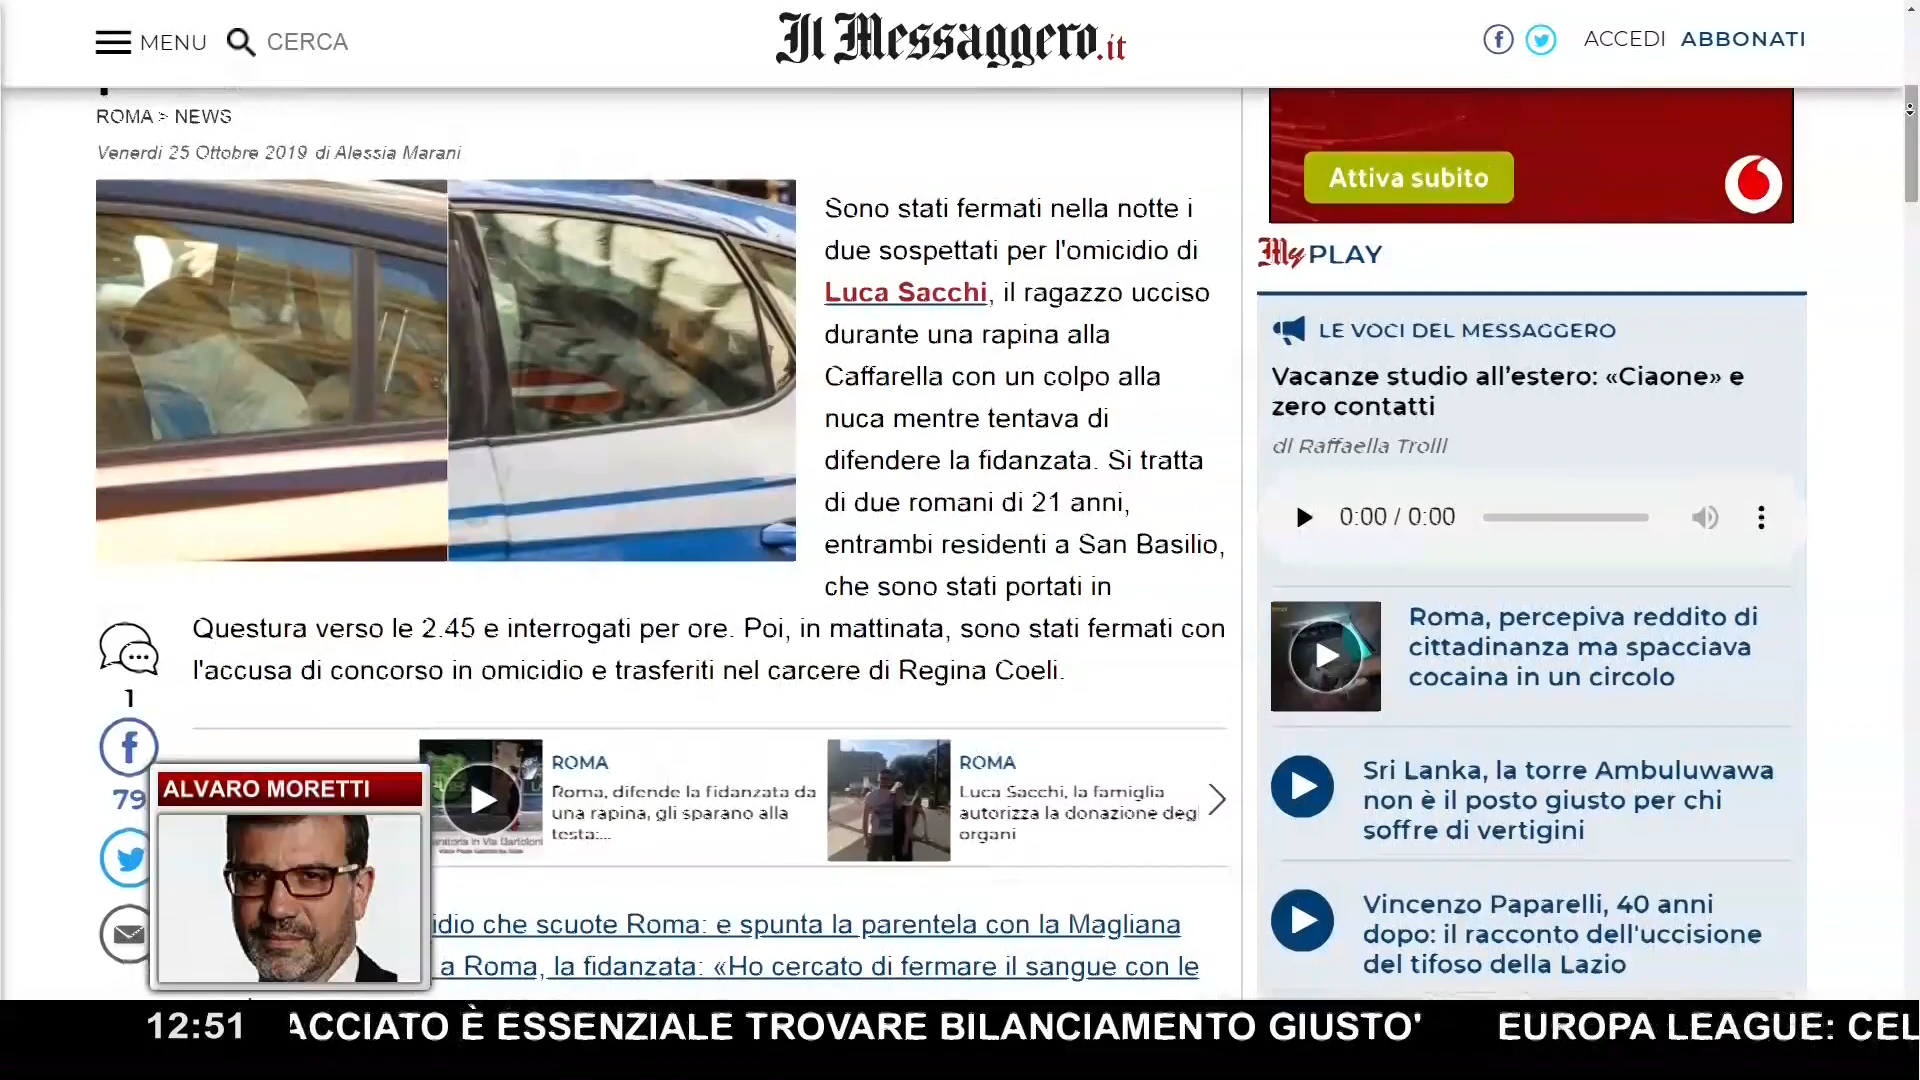 MENU
CERCA
Il Messaggero.it
ACCEDI ABBONATI
ROMA > NEWS
Venerdì 25 Ottobre 2019 di Alessia Marani
Sono stati fermati nella notte i
due sospettati per l'omicidio di
Luca Sacchi, il ragazzo ucciso
durante una rapina alla
Caffarella con un colpo alla
nuca mentre tentava di
difendere la fidanzata. Si tratta
di due romani di 21 anni,
entrambi residenti a San Basilio,
che sono stati portati in
Questura verso le 2.45 e interrogati per ore. Poi, in mattinata, sono stati fermati con
l'accusa di concorso in omicidio e trasferiti nel carcere di Regina Coeli.
1
79
ROMA
Roma, difende la fidanzata da
una rapina, gli sparano alla
testa:...
ROMA
Luca Sacchi, la famiglia
autorizza la donazione degl
organi
idio che scuote Roma: e spunta la parentela con la Magliana
a Roma, la fidanzata: «Ho cercato di fermare il sangue con le
Attiva subito
My PLAY
LE VOCI DEL MESSAGGERO
Vacanze studio all'estero: «Ciaone» e
zero contatti
di Raffaella Troili
0:00 / 0:00
Roma, percepiva reddito di
cittadinanza ma spacciava
cocaina in un circolo
Sri Lanka, la torre Ambuluwawa
non è il posto giusto per chi
soffre di vertigini
Vincenzo Paparelli, 40 anni
dopo: il racconto dell'uccisione
del tifoso della Lazio
ALVARO MORETTI
12:51 ACCIATO È ESSENZIALE TROVARE BILANCIAMENTO GIUSTO' EUROPA LEAGUE: CEL